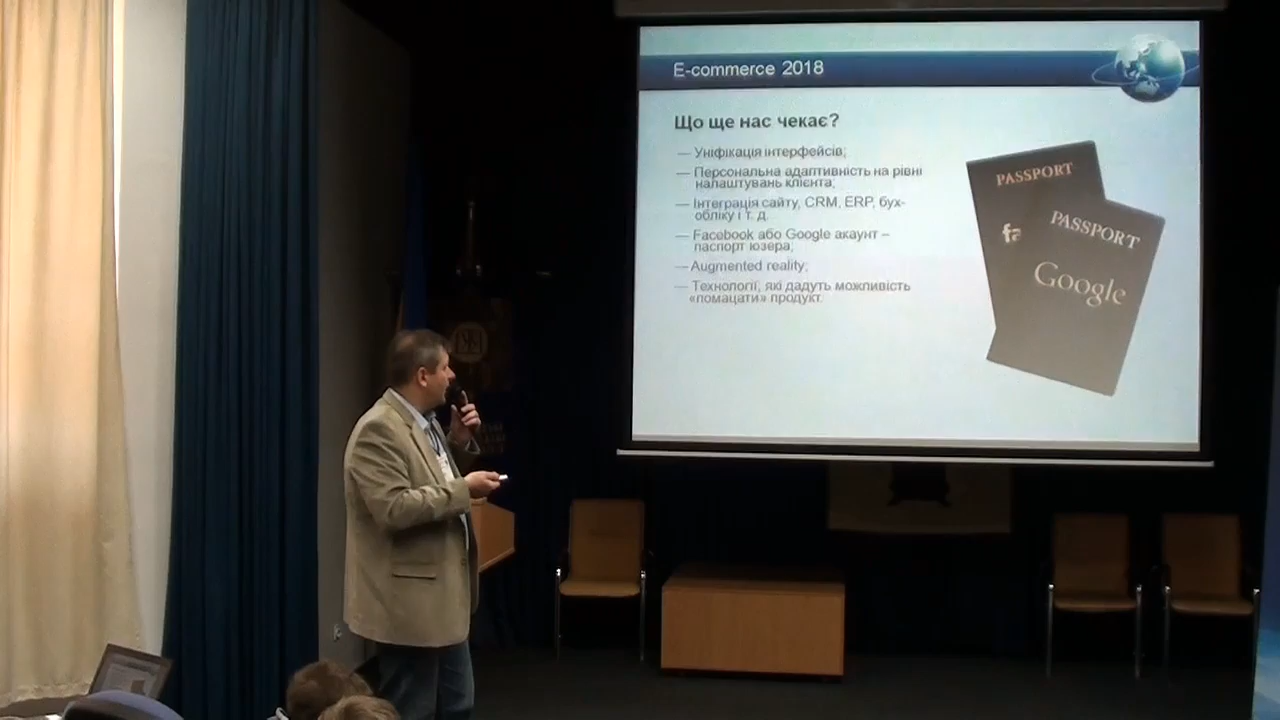 E-commerce 2018
Що ще нас чекає?
— Уніфікація інтерфейсів;
— Персональна адаптивність на рівні
налаштувань клієнта;
— Інтеграція сайту, CRM, ERP, бух-
обліку і т. д.
— Facebook або Google акаунт –
паспорт юзера;
— Augmented reality;
— Технології, які дадуть можливість
«помацати» продукт.
PASSPORT
fa
PASSPORT
Google